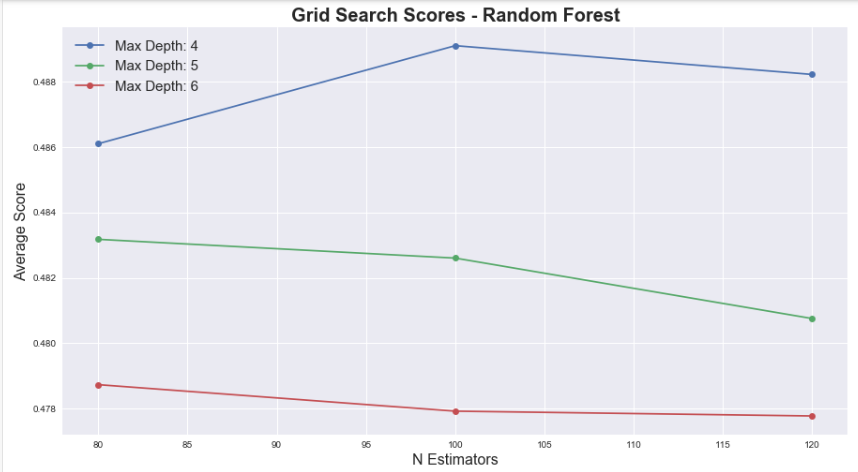 Grid Search Scores - Random Forest
Max Depth: 4
Max Depth: 5
Max Depth: 6
Average Score
0.488
0.486
0.484
0.482
0.480
0.478
80 85 90 95 100 105 110 115 120
N Estimators